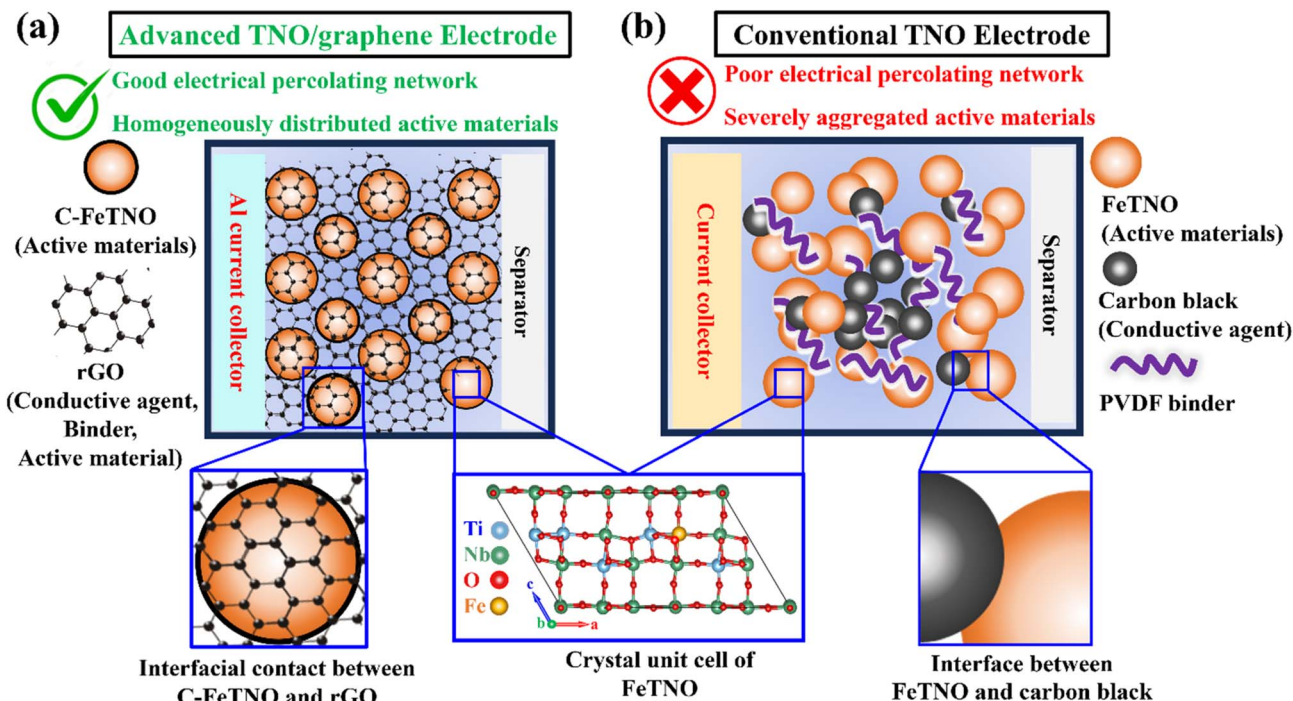 (a)
Advanced TNO/graphene Electrode
Good electrical percolating network
Homogeneously distributed active materials
C-FeTNO
(Active materials)
rGO
(Conductive agent,
Binder,
Active material)
Al current collector
Separator
Interfacial contact between
C-FeTNO and rGO
(b)
Conventional TNO Electrode
Poor electrical percolating network
Severely aggregated active materials
Current collector
Separator
FeTNO
(Active materials)
Carbon black
(Conductive agent)
PVDF binder
Ti
Nb
O
Fe
c
b
a
Crystal unit cell of
FeTNO
Interface between
FeTNO and carbon black